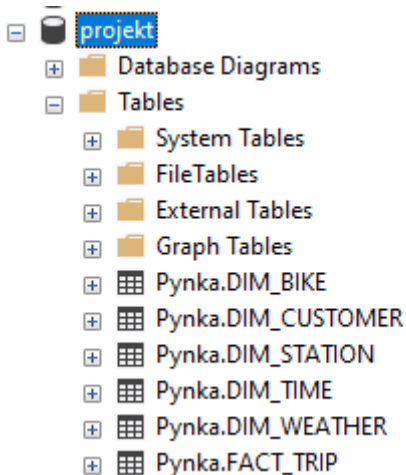 projekt
Database Diagrams
Tables
System Tables
FileTables
External Tables
Graph Tables
Pynka.DIM_BIKE
Pynka.DIM_CUSTOMER
Pynka.DIM_STATION
Pynka.DIM_TIME
Pynka.DIM_WEATHER
Pynka.FACT_TRIP